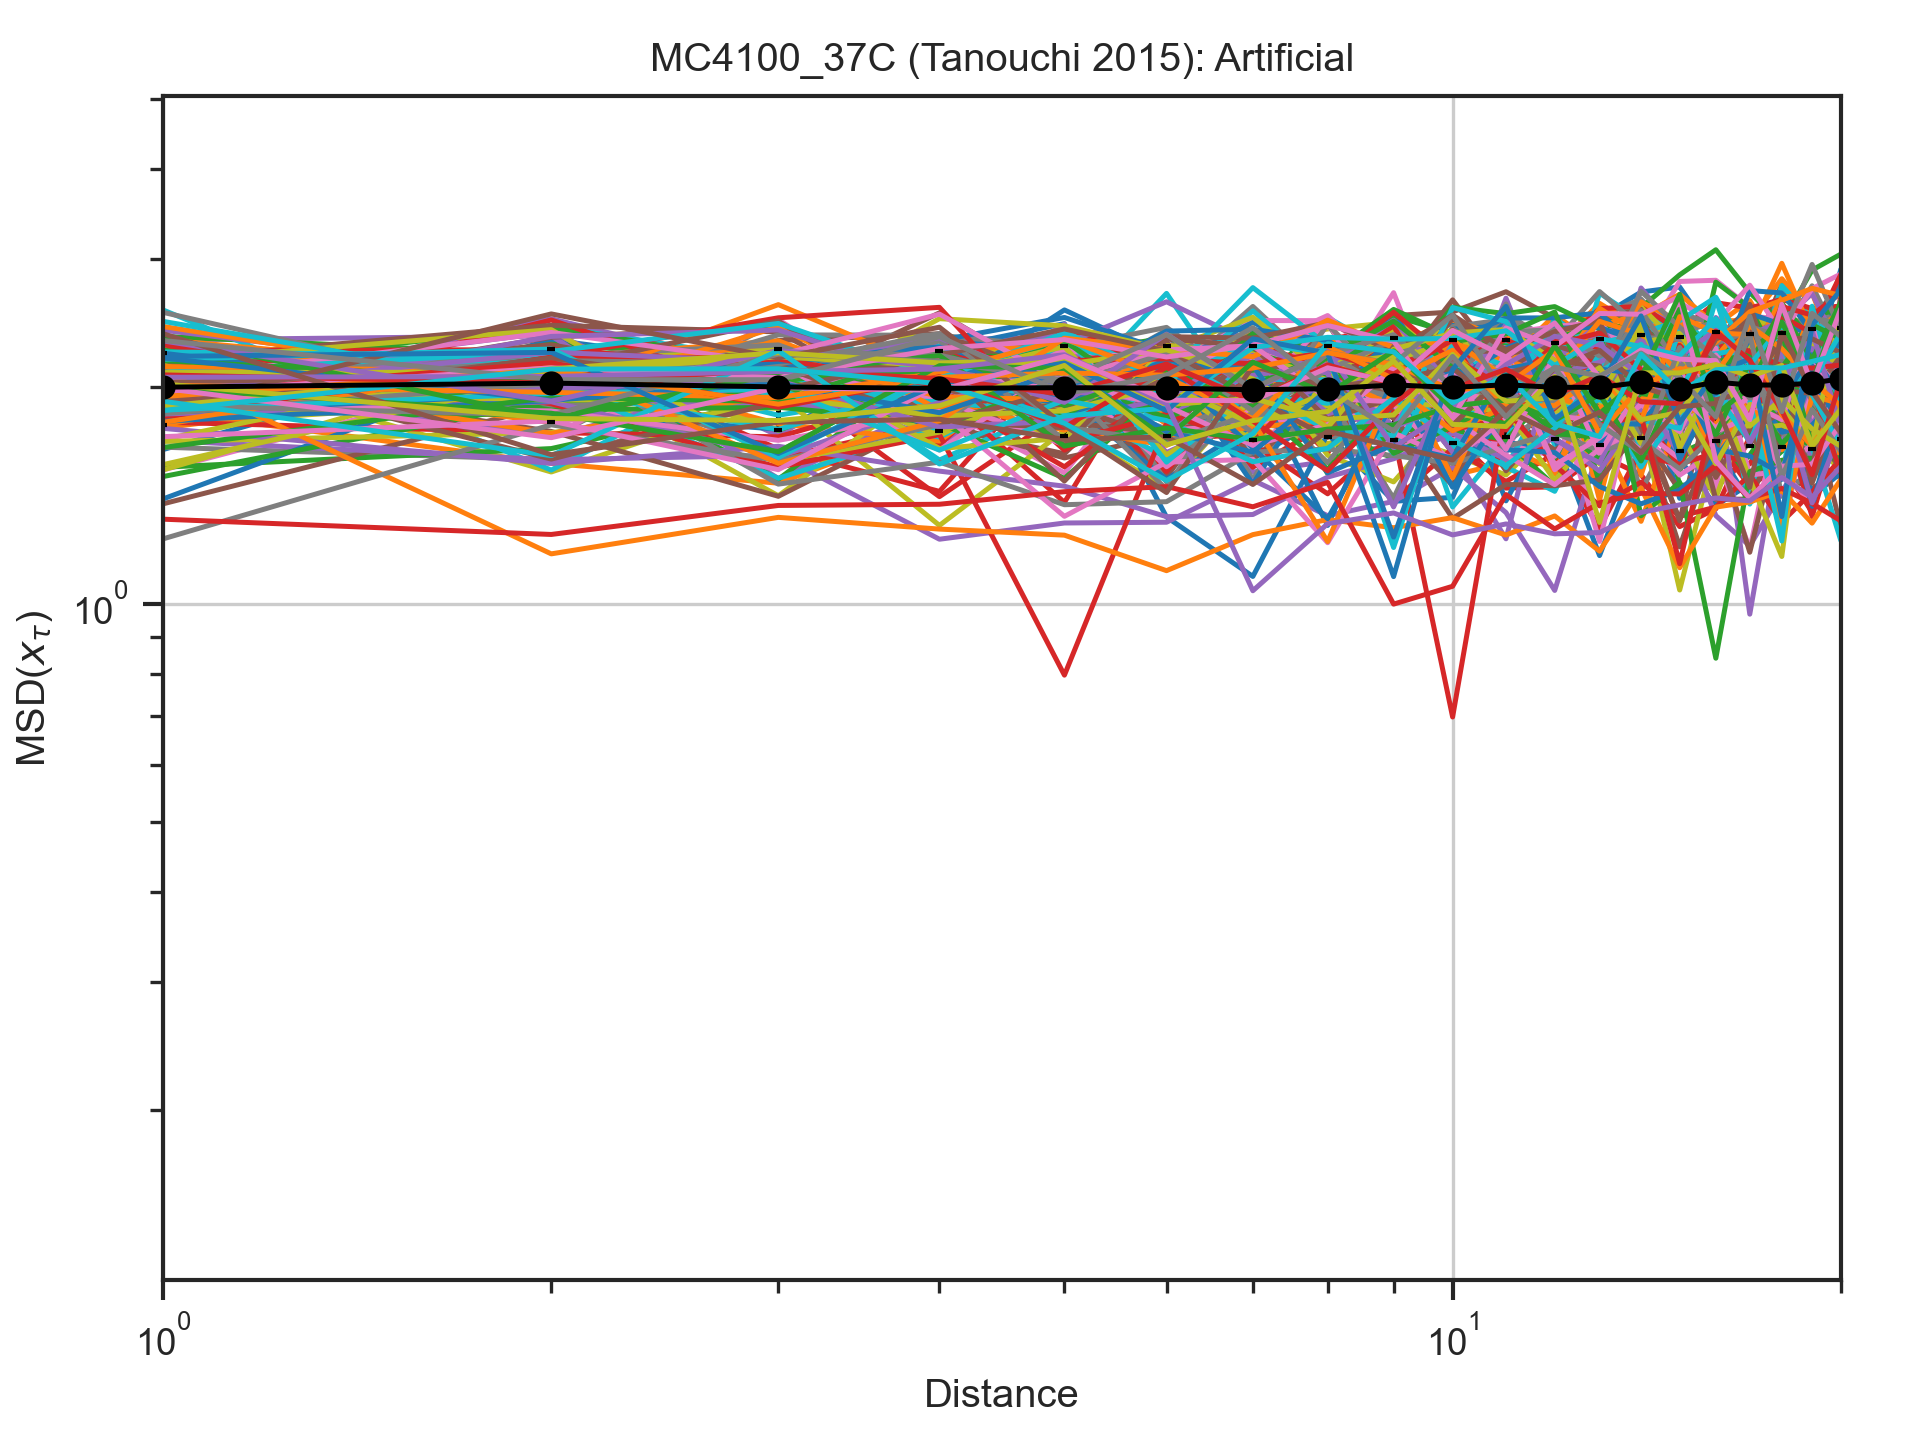 MC4100_37C (Tanouchi 2015): Artificial
MSD(x_τ)
10^0
10^0
10^1
Distance